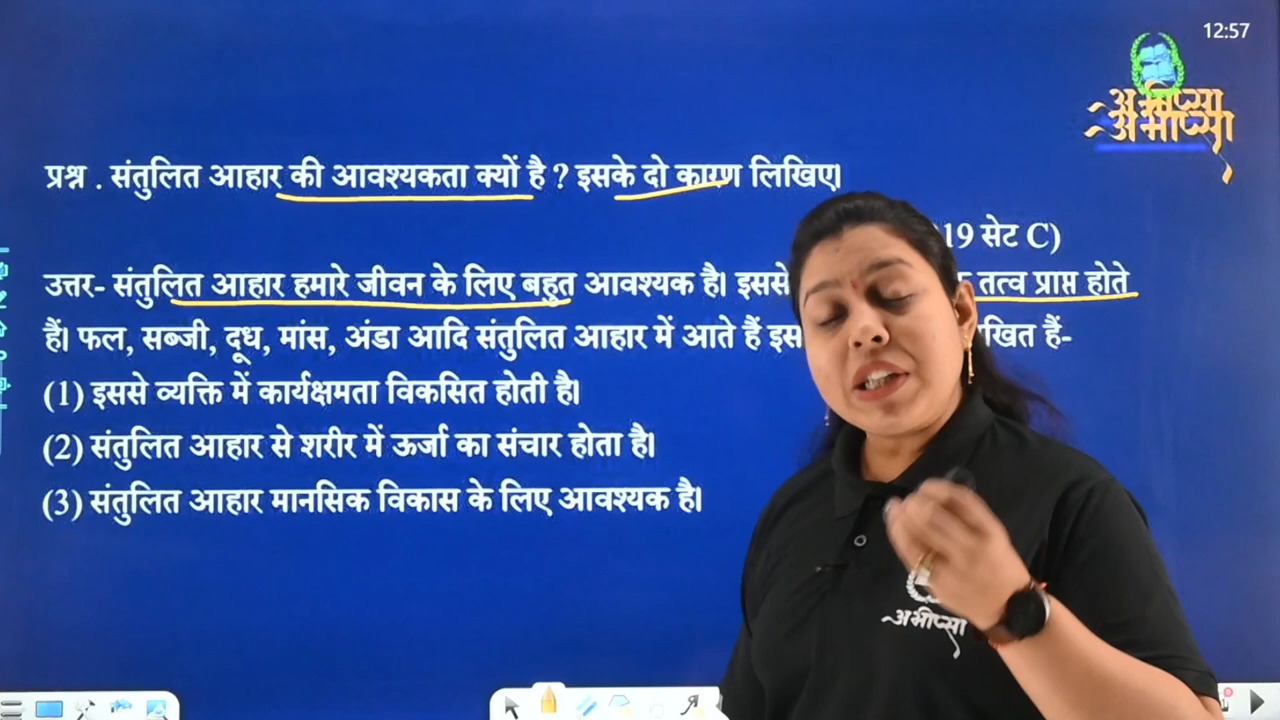 12:57
अभीप्सा
अभीप्सा
प्रश्न . संतुलित आहार की आवश्यकता क्यों है ? इसके दो कारण लिखिए।
19 सेट C)
उत्तर- संतुलित आहार हमारे जीवन के लिए बहुत आवश्यक है। इससे तत्व प्राप्त होते
हैं। फल, सब्जी, दूध, मांस, अंडा आदि संतुलित आहार में आते हैं हैं-
(1) इससे व्यक्ति में कार्यक्षमता विकसित होती है।
(2) संतुलित आहार से शरीर में ऊर्जा का संचार होता है।
(3) संतुलित आहार मानसिक विकास के लिए आवश्यक है।
अभीप्सा